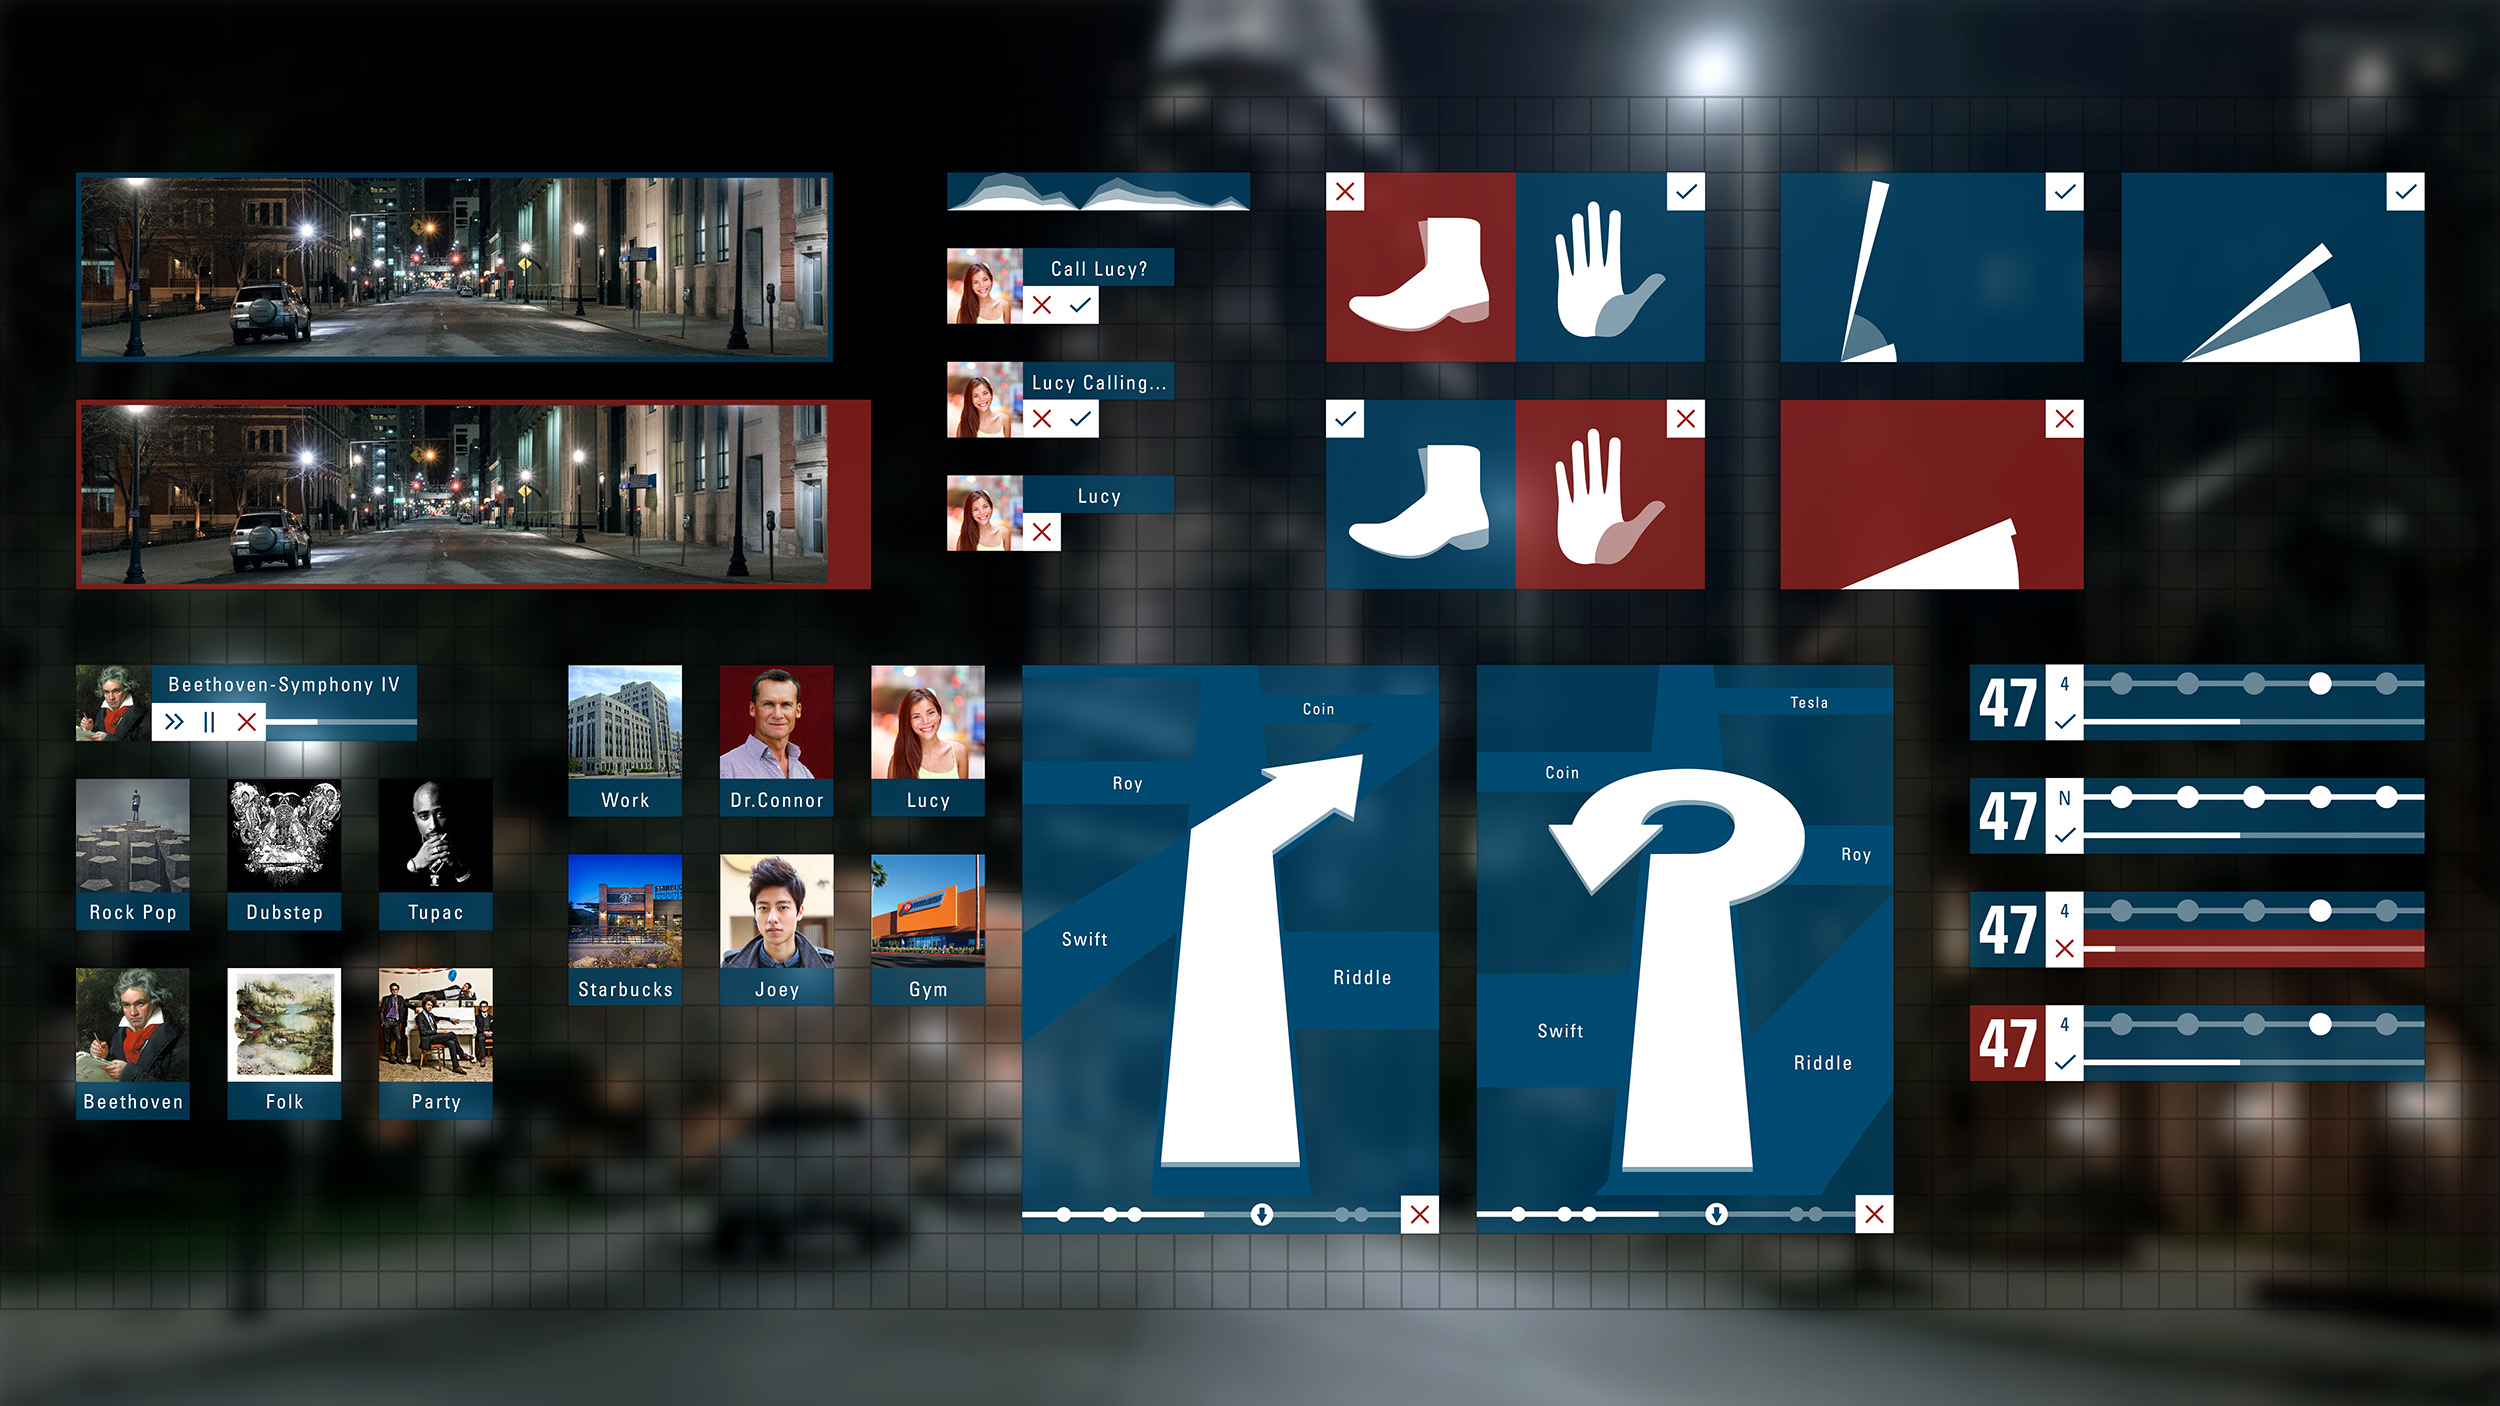 Call Lucy?
Lucy Calling...
Lucy
Beethoven-Symphony IV
Rock Pop
Dubstep
Tupac
Beethoven
Folk
Party
Work
Dr.Connor
Lucy
Starbucks
Joey
Gym
Coin
Roy
Swift
Riddle
Tesla
Coin
Roy
Swift
Riddle
47 4
47 N
47 4
47 4